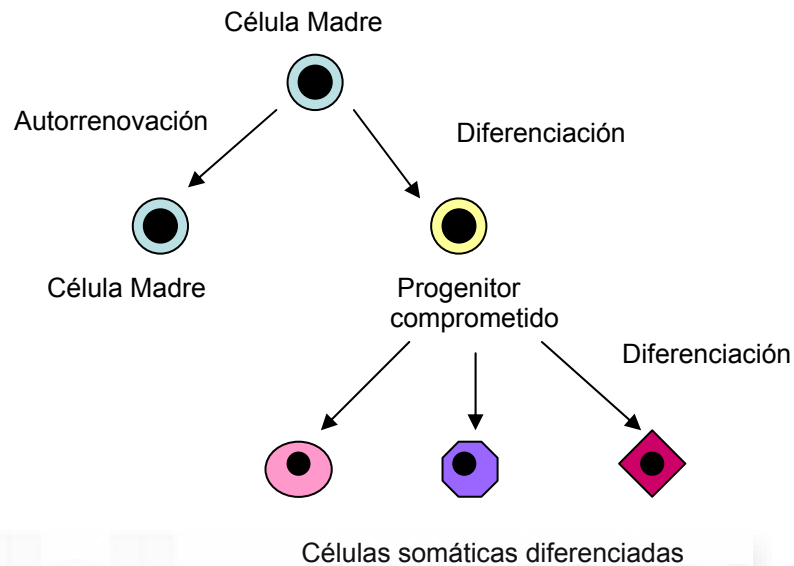 Célula Madre
Autorrenovación
Diferenciación
Célula Madre
Progenitor
comprometido
Diferenciación
Células somáticas diferenciadas